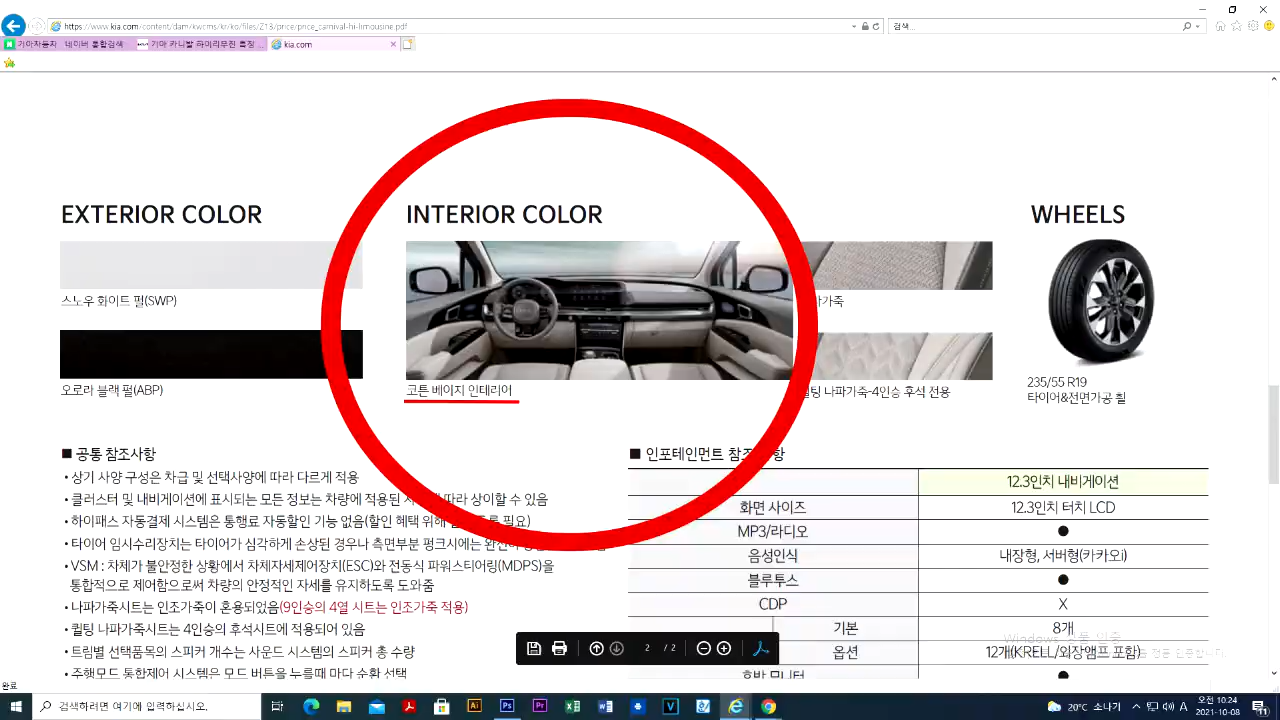 https://www.kia.com/content/dam/kwcms/kr/ko/files/Z18/price/price_carnival-hi-limousine.pdf
검색...
기아자동차 네이버 통합검색
기아 카니발 하이리무진 측정 ...
kia.com
EXTERIOR COLOR
INTERIOR COLOR
WHEELS
스노우 화이트 펄(SWP)
오로라 블랙 펄(ABP)
코튼 베이지 인테리어
가죽
나파가죽-4인승 후석 전용
235/55 R19
타이어&전면가공 휠
■ 공통 참조사항
• 상기 사양 구성은 차급 및 선택사양에 따라 다르게 적용
• 클러스터 및 내비게이션에 표시되는 모든 정보는 차량에 적용된 따라 상이할 수 있음
• 하이패스 자동결제 시스템은 통행료 자동할인 기능 없음(할인 혜택 위해 필요)
• 타이어 임시수리장치는 타이어가 심각하게 손상된 경우나 측면부분 펑크시에는
• VSM : 차체가 불안정한 상황에서 차체자세제어장치(ESC)와 전동식 파워스티어링(MDPS)을
통합적으로 제어함으로써 차량의 안정적인 자세를 유지하도록 도와줌
• 나파가죽시트는 인조가죽이 혼용되었음(9인승의 4열 시트는 인조가죽 적용)
• 퀼팅 나파가죽시트는 4인승의 후석시트에 적용되어 있음
• 트림별 선택품목의 스피커 개수는 사운드 시스템의 스피커 총 수량
• 주행모드 통합제어 시스템은 모드 버튼을 누를때 마다 순환 선택
■ 인포테인먼트 참조사항
12.3인치 내비게이션
화면 사이즈 12.3인치 터치 LCD
MP3/라디오 ●
음성인식 내장형, 서버형(카카오i)
블루투스 ●
CDP X
기본 8개
옵션 12개(KRELL/외장앰프 포함)
후방 모니터 ●
Windows 정품 인증
2 / 2
완료
검색하려면 여기에 입력하십시오.
20°C 소나기
A
오전 10:24
2021-10-08
11